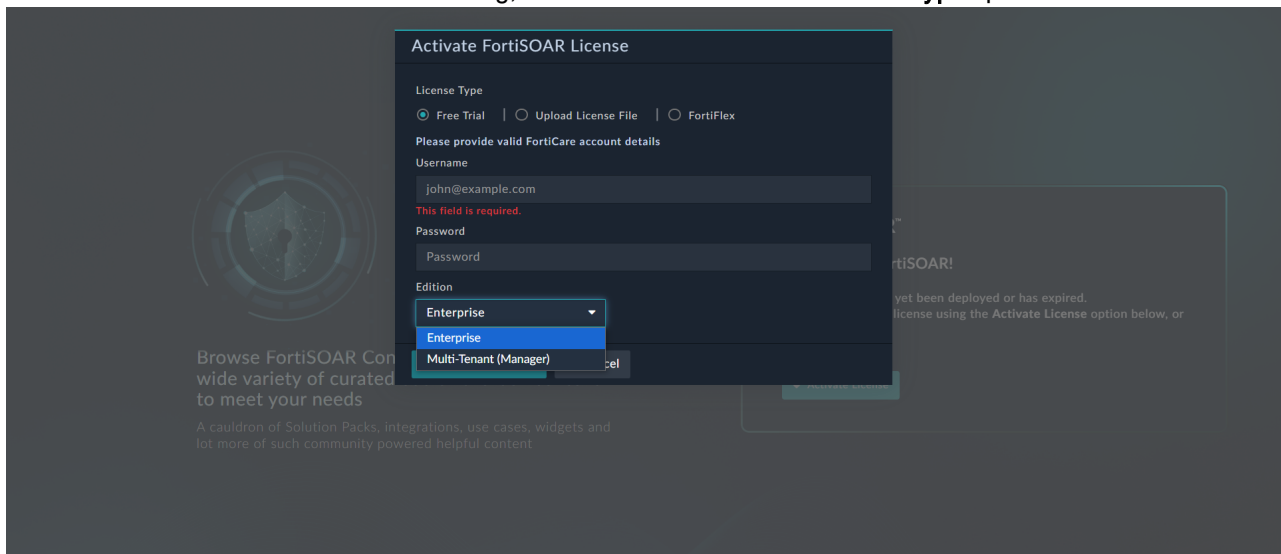 Activate FortiSOAR License
License Type
Free Trial | Upload License File | FortiFlex
Please provide valid FortiCare account details
Username
john@example.com
This field is required.
Password
Password
Edition
Enterprise
Enterprise
Multi-Tenant (Manager)
cel
rtiSOAR!
yet been deployed or has expired.
license using the Activate License option below, or
Activate License
Browse FortiSOAR Con
wide variety of curated
to meet your needs
A cauldron of Solution Packs, integrations, use cases, widgets and
lot more of such community powered helpful content